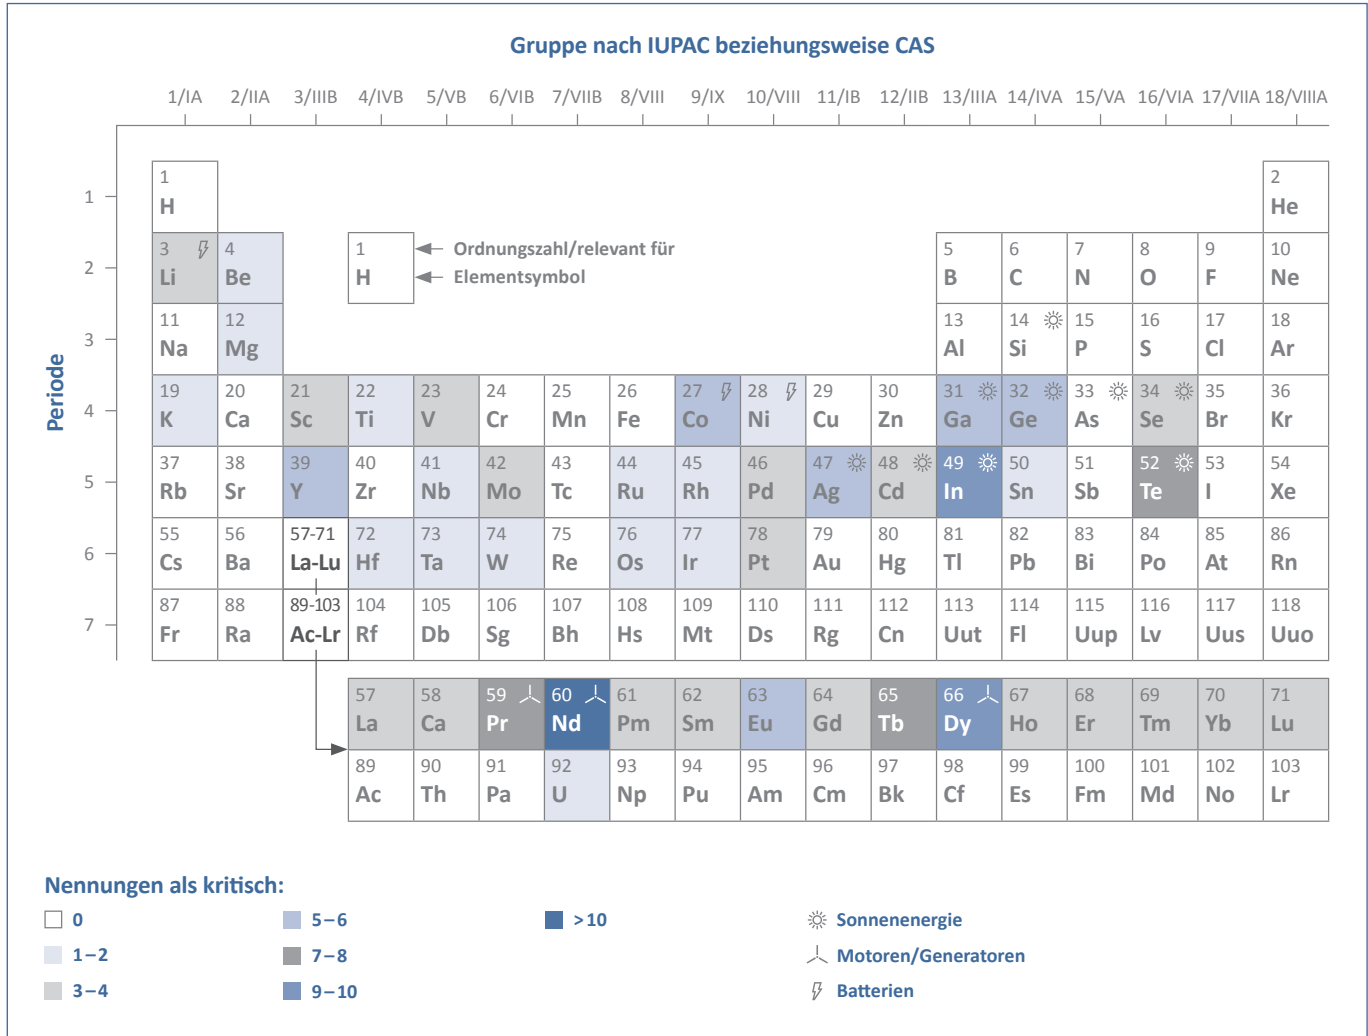 Gruppe nach IUPAC beziehungsweise CAS
1/IA 2/IIA 3/IIIB 4/IVB 5/VB 6/VIB 7/VIIB 8/VIII 9/IX 10/VIII 11/IB 12/IIB 13/IIIA 14/IVA 15/VA 16/VIA 17/VIIA 18/VIIIA
Periode
1 2
1
H He
3 4 1 Ordnungszahl/relevant für 5 6 7 8 9 10
2
Li Be H Elementsymbol B C N O F Ne
11 12 13 14 15 16 17 18
3
Na Mg Al Si P S Cl Ar
19 20 21 22 23 24 25 26 27 28 29 30 31 32 33 34 35 36
4
K Ca Sc Ti V Cr Mn Fe Co Ni Cu Zn Ga Ge As Se Br Kr
37 38 39 40 41 42 43 44 45 46 47 48 49 50 51 52 53 54
5
Rb Sr Y Zr Nb Mo Tc Ru Rh Pd Ag Cd In Sn Sb Te I Xe
55 56 57-71 72 73 74 75 76 77 78 79 80 81 82 83 84 85 86
6
Cs Ba La-Lu Hf Ta W Re Os Ir Pt Au Hg Tl Pb Bi Po At Rn
87 88 89-103 104 105 106 107 108 109 110 111 112 113 114 115 116 117 118
7
Fr Ra Ac-Lr Rf Db Sg Bh Hs Mt Ds Rg Cn Uut Fl Uup Lv Uus Uuo
57 58 59 60 61 62 63 64 65 66 67 68 69 70 71
La Ca Pr Nd Pm Sm Eu Gd Tb Dy Ho Er Tm Yb Lu
89 90 91 92 93 94 95 96 97 98 99 100 101 102 103
Ac Th Pa U Np Pu Am Cm Bk Cf Es Fm Md No Lr
Nennungen als kritisch:
0 5–6 >10 Sonnenenergie
1–2 7–8 Motoren/Generatoren
3–4 9–10 Batterien